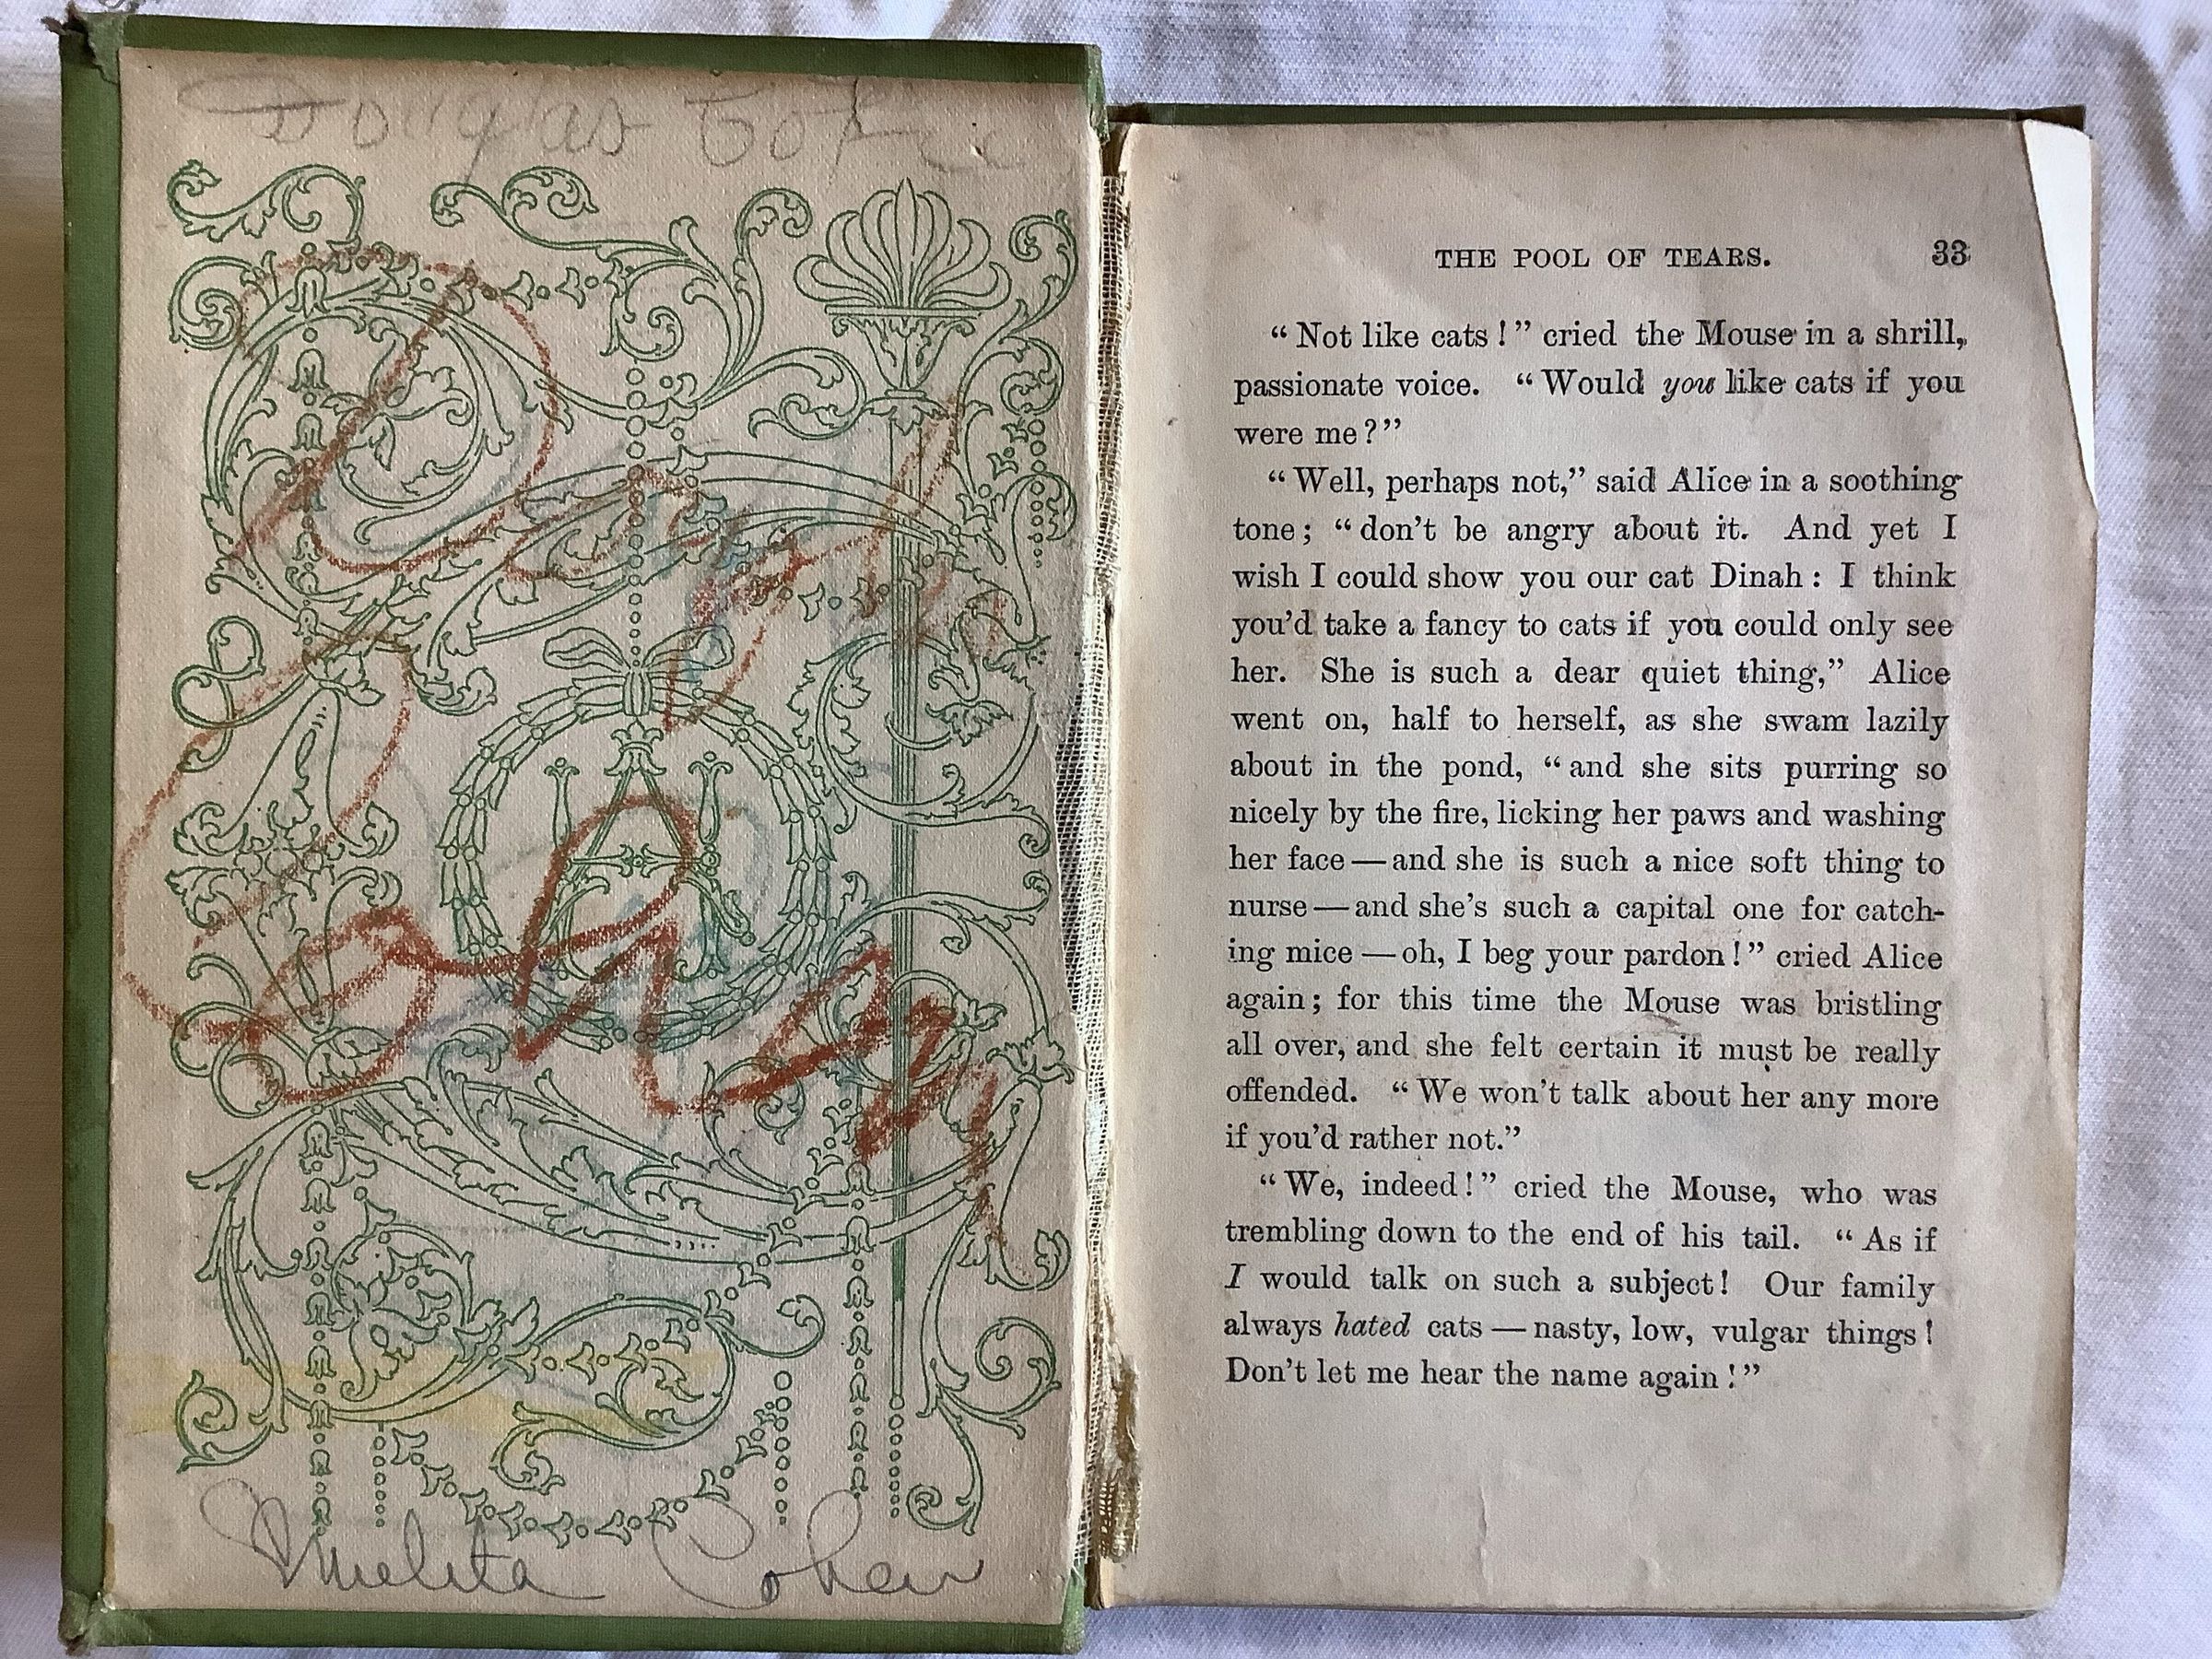 Douglas
Melita Cohen
THE POOL OF TEARS. 33
“Not like cats!” cried the Mouse in a shrill,
passionate voice. “Would you like cats if you
were me?”
“Well, perhaps not,” said Alice in a soothing
tone; “don’t be angry about it. And yet I
wish I could show you our cat Dinah: I think
you’d take a fancy to cats if you could only see
her. She is such a dear quiet thing,” Alice
went on, half to herself, as she swam lazily
about in the pond, “and she sits purring so
nicely by the fire, licking her paws and washing
her face — and she is such a nice soft thing to
nurse — and she’s such a capital one for catch-
ing mice — oh, I beg your pardon!” cried Alice
again; for this time the Mouse was bristling
all over, and she felt certain it must be really
offended. “We won’t talk about her any more
if you’d rather not.”
“We, indeed!” cried the Mouse, who was
trembling down to the end of his tail. “As if
I would talk on such a subject! Our family
always hated cats — nasty, low, vulgar things!
Don’t let me hear the name again!”